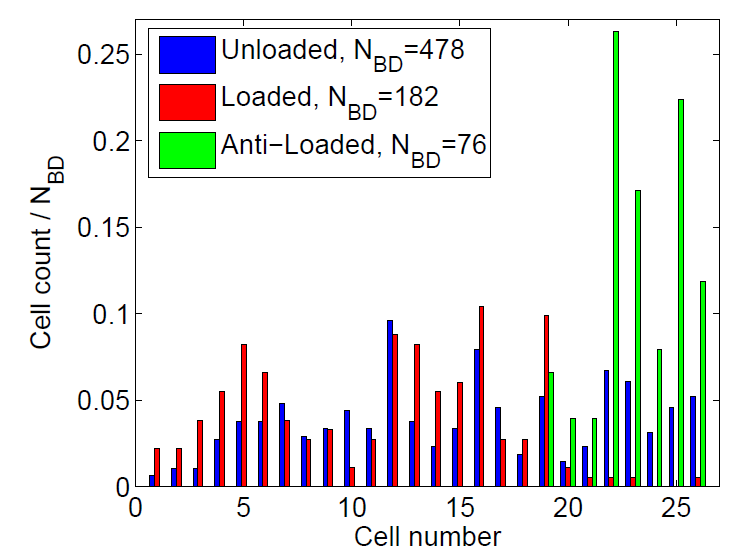 Unloaded, N_BD=478
Loaded, N_BD=182
Anti-Loaded, N_BD=76
0.25
0.2
0.15
0.1
0.05
0
Cell count / N_BD
0 5 10 15 20 25
Cell number